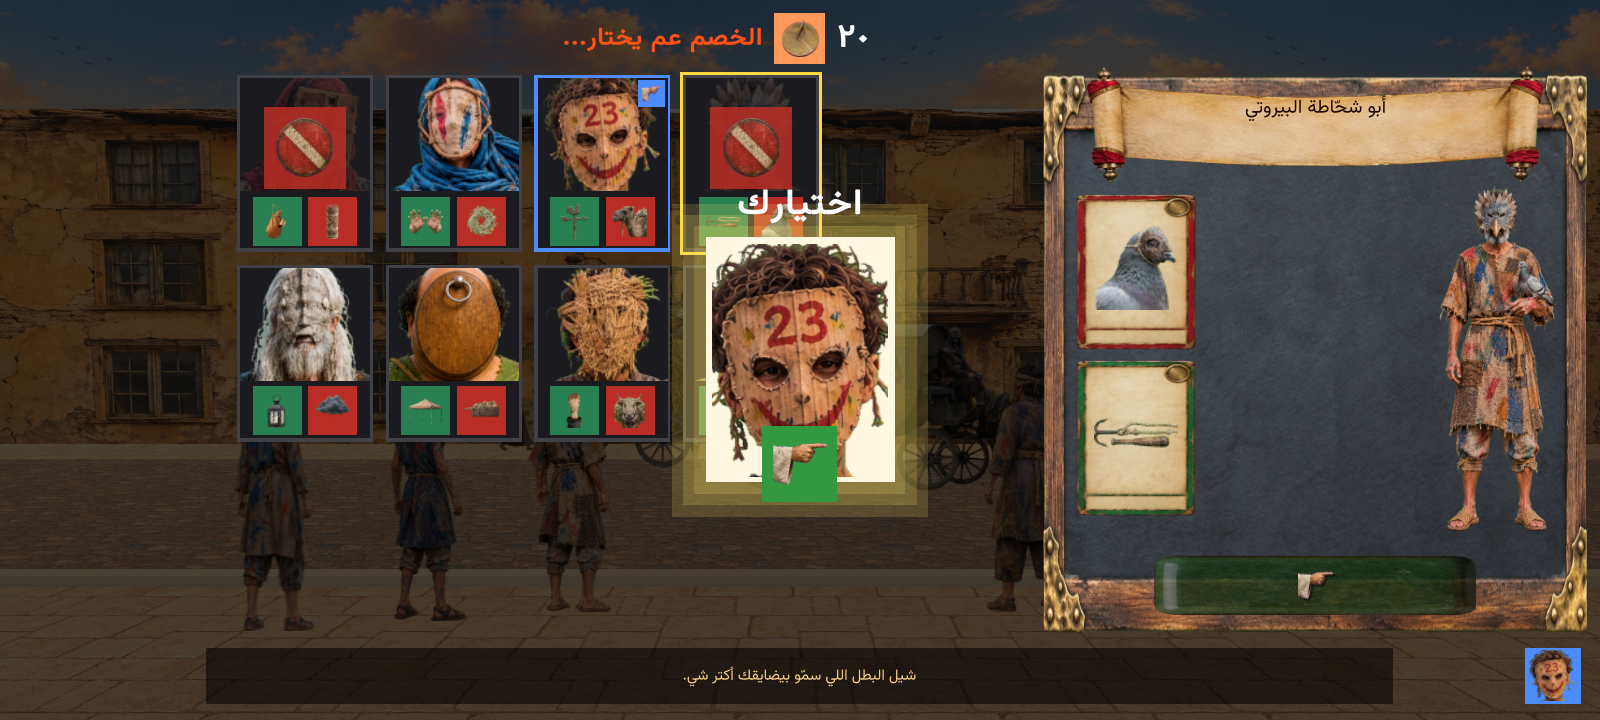 الخصم عم يختار...
٢٠
23
اختيارك
23
أبو شحّاطة البيروتي
شيل البطل اللي سمّو بيضايقك أكتر شي.
23